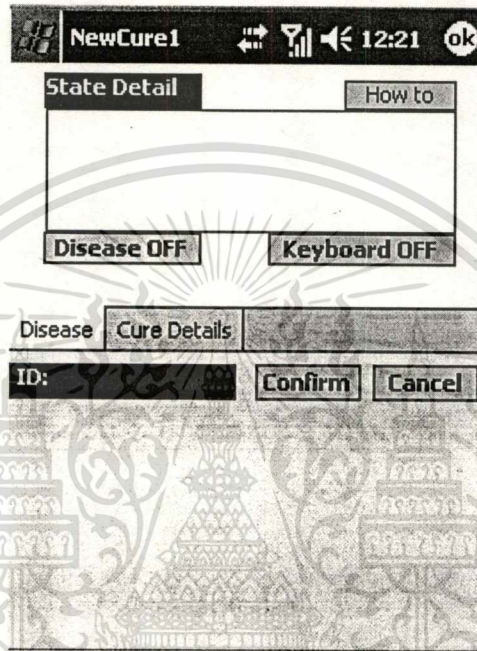 NewCure1 12:21 ok
State Detail How to
Disease OFF Keyboard OFF
Disease Cure Details
ID: Confirm Cancel